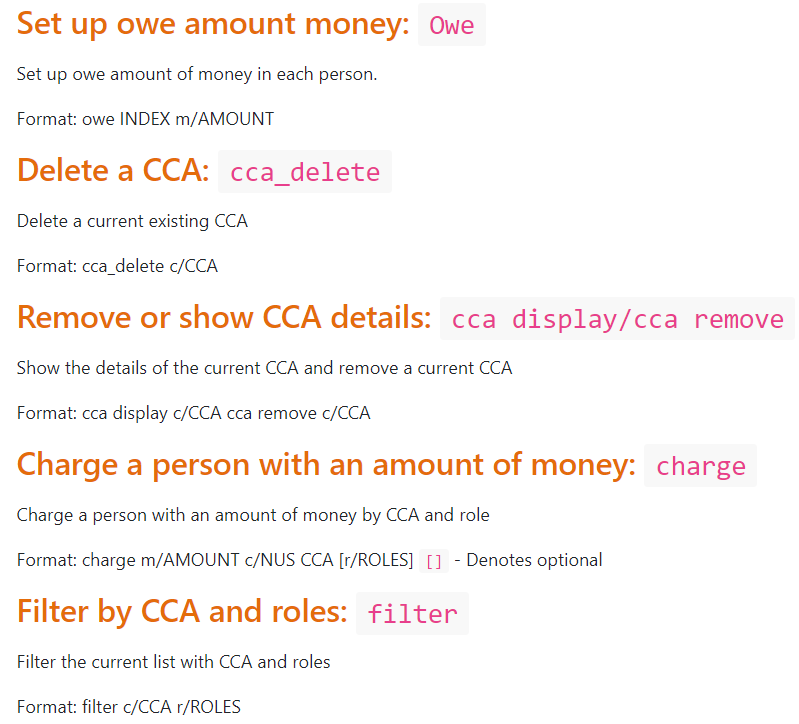 Set up owe amount money: Owe
Set up owe amount of money in each person.
Format: owe INDEX m/AMOUNT
Delete a CCA: cca_delete
Delete a current existing CCA
Format: cca_delete c/CCA
Remove or show CCA details: cca display/cca remove
Show the details of the current CCA and remove a current CCA
Format: cca display c/CCA cca remove c/CCA
Charge a person with an amount of money: charge
Charge a person with an amount of money by CCA and role
Format: charge m/AMOUNT c/NUS CCA [r/ROLES] [] - Denotes optional
Filter by CCA and roles: filter
Filter the current list with CCA and roles
Format: filter c/CCA r/ROLES